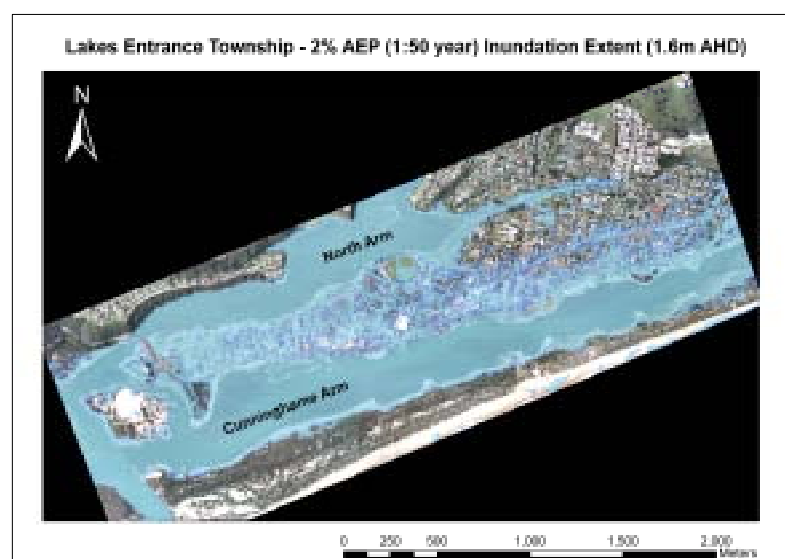 Lakes Entrance Township - 2% AEP (1:50 year) Inundation Extent (1.6m AHD)
N
North Arm
Cunninghame Arm
0 250 500 1,000 1,500 2,000
Meters